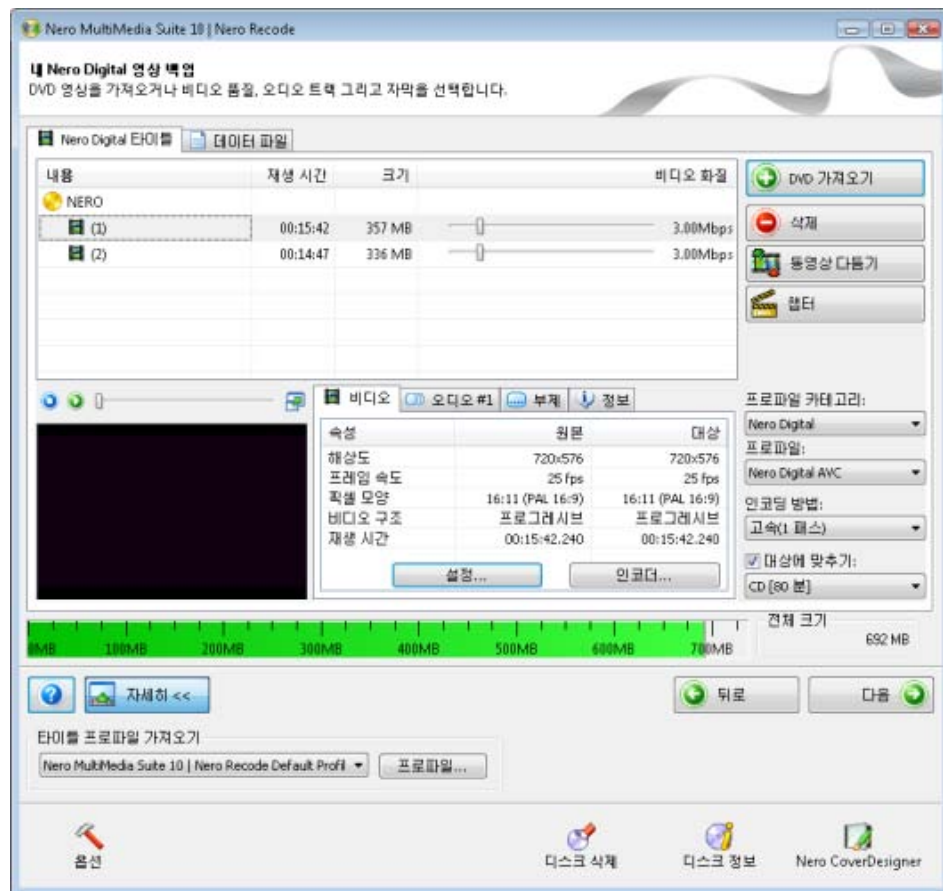 Nero MultiMedia Suite 10 | Nero Recode
내 Nero Digital 영상 백업
DVD 영상을 가져오거나 비디오 품질, 오디오 트랙 그리고 자막을 선택합니다.
Nero Digital 타이틀 데이터 파일
내용 재생 시간 크기 비디오 화질
NERO
(1) 00:15:42 357 MB 3.00Mbps
(2) 00:14:47 336 MB 3.00Mbps
DVD 가져오기
삭제
동영상 다듬기
챕터
비디오 오디오 #1 부제 정보
속성 원본 대상
해상도 720x576 720x576
프레임 속도 25 fps 25 fps
픽셀 모양 16:11 (PAL 16:9) 16:11 (PAL 16:9)
비디오 구조 프로그레시브 프로그레시브
재생 시간 00:15:42.240 00:15:42.240
설정... 인코더...
프로파일 카테고리:
Nero Digital
프로파일:
Nero Digital AVC
인코딩 방법:
고속(1 패스)
대상에 맞추기:
CD [80 분]
0MB 100MB 200MB 300MB 400MB 500MB 600MB 700MB
전체 크기
692 MB
자세히 <<
뒤로 다음
타이틀 프로파일 가져오기
Nero MultiMedia Suite 10 | Nero Recode Default Profil 프로파일...
옵션 디스크 삭제 디스크 정보 Nero CoverDesigner